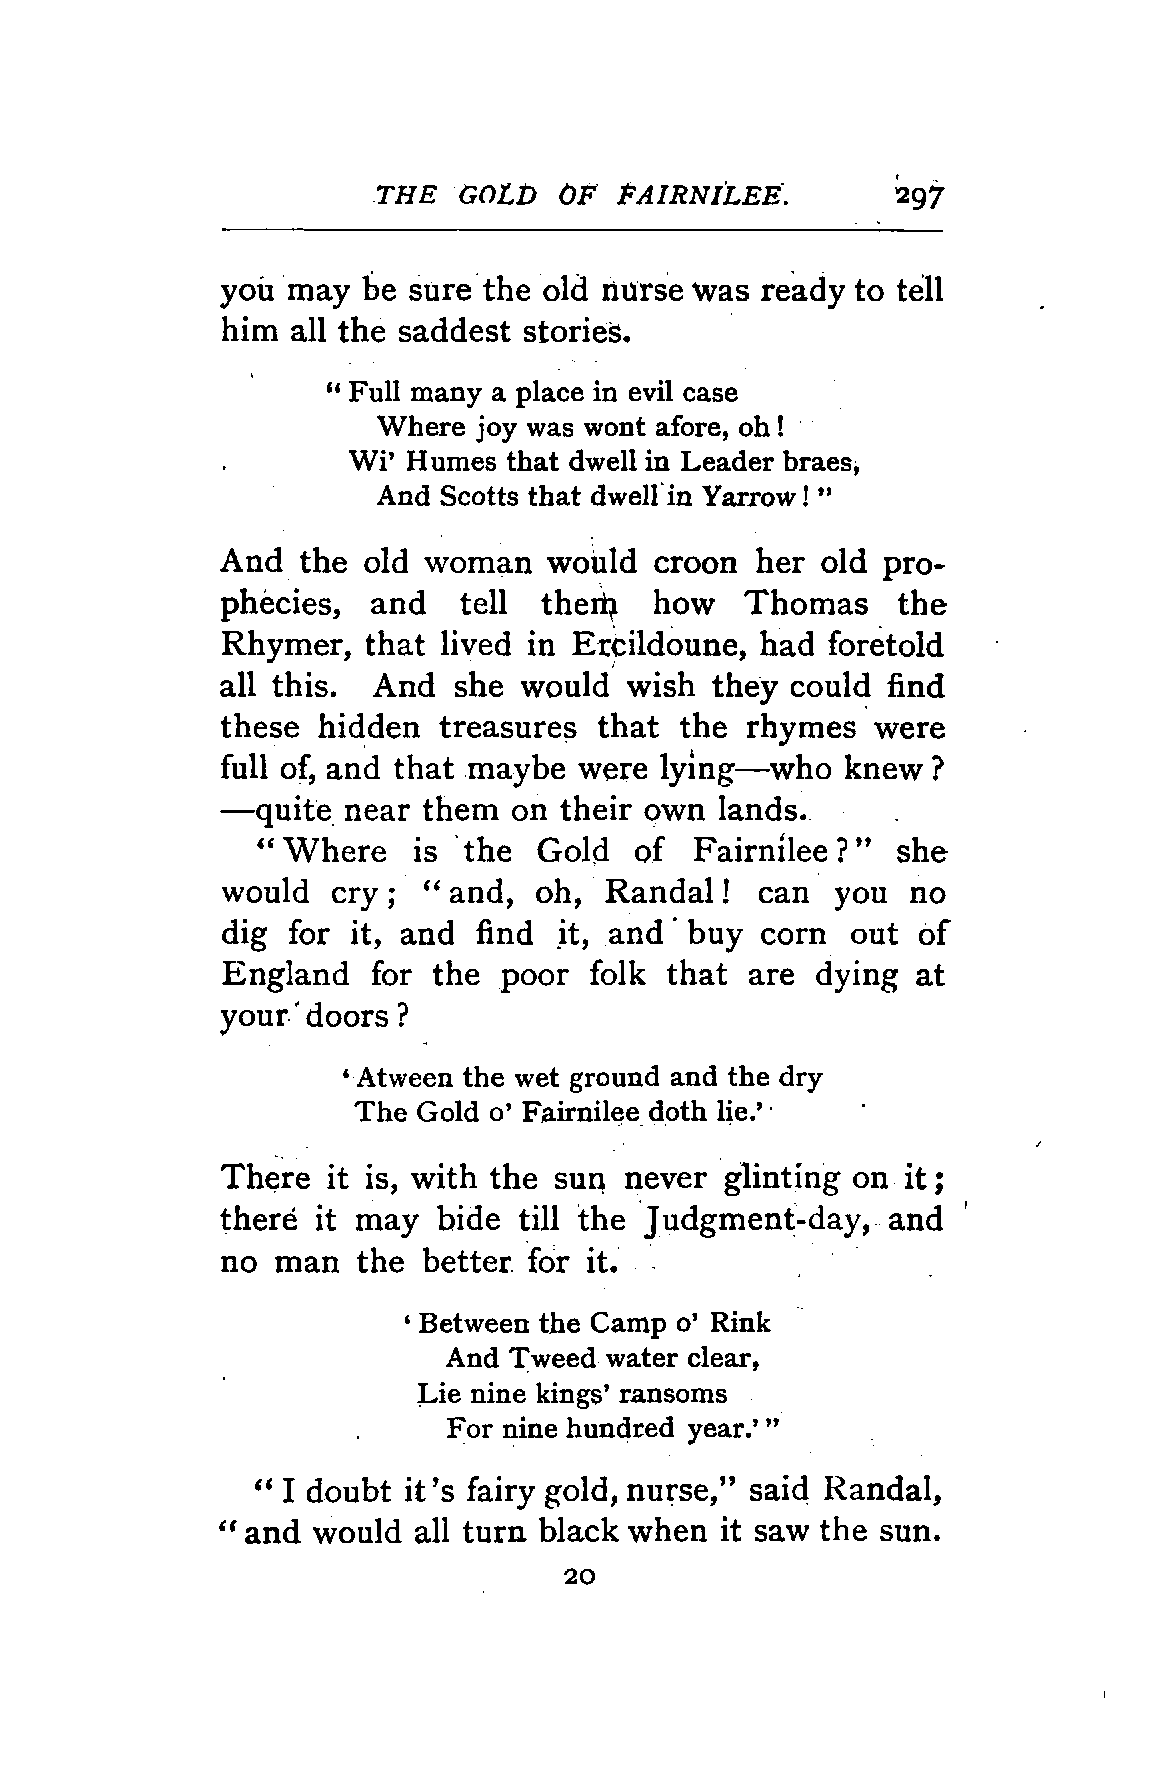 THE GOLD OF FAIRNILEE. 297
you may be sure the old nurse was ready to tell
him all the saddest stories.
“ Full many a place in evil case
Where joy was wont afore, oh !
Wi’ Humes that dwell in Leader braes,
And Scotts that dwell in Yarrow ! ”
And the old woman would croon her old pro-
phecies, and tell them how Thomas the
Rhymer, that lived in Ercildoune, had foretold
all this. And she would wish they could find
these hidden treasures that the rhymes were
full of, and that maybe were lying—who knew ?
—quite near them on their own lands.
“ Where is the Gold of Fairnilee ? ” she
would cry ; “ and, oh, Randal ! can you no
dig for it, and find it, and buy corn out of
England for the poor folk that are dying at
your doors ?
‘ Atween the wet ground and the dry
The Gold o’ Fairnilee doth lie.’
There it is, with the sun never glinting on it ;
there it may bide till the Judgment-day, and
no man the better for it.
‘ Between the Camp o’ Rink
And Tweed water clear,
Lie nine kings’ ransoms
For nine hundred year.’ ”
“ I doubt it ’s fairy gold, nurse,” said Randal,
“ and would all turn black when it saw the sun.
20